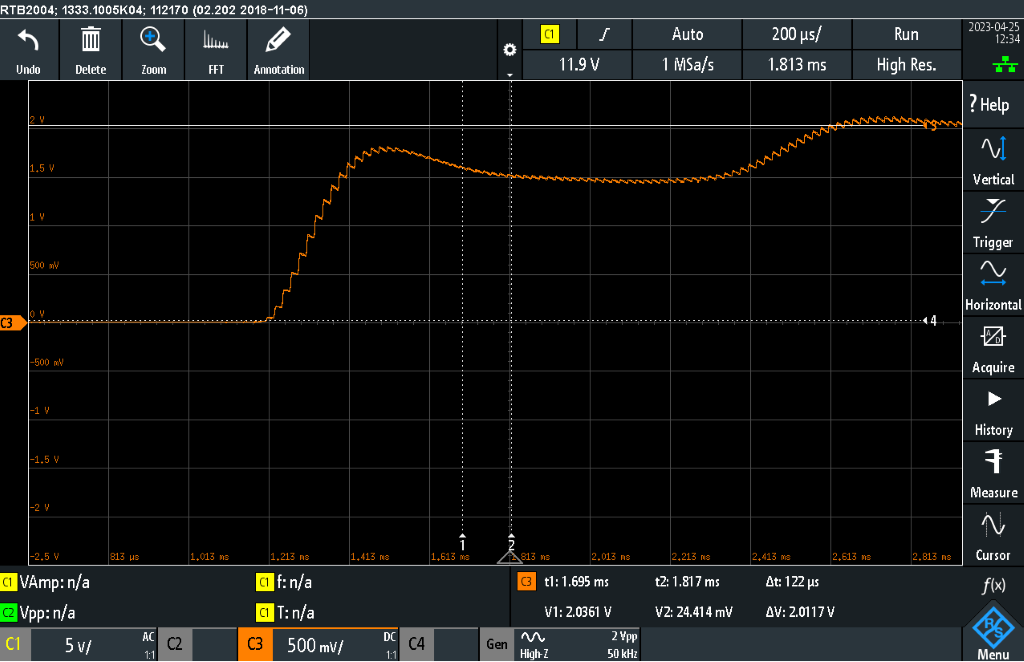 RTB2004; 1333.1005K04; 112170 (02.202 2018-11-06)
Undo
Delete
Zoom
FFT
Annotation
C1
Auto
200 µs/
Run
11.9 V
1 MSa/s
1.813 ms
High Res.
2023-04-25
12:34
? Help
Vertical
Trigger
Horizontal
A/D
Acquire
History
Measure
Cursor
f(x)
R&S
Menu
2 V
1.5 V
1 V
500 mV
0 V
-500 mV
-1 V
-1.5 V
-2 V
-2.5 V
C3
3
4
1
2
813 µs
1.013 ms
1.213 ms
1.413 ms
1.613 ms
1.813 ms
2.013 ms
2.213 ms
2.413 ms
2.613 ms
2.813 ms
C1 VAmp: n/a
C1 f: n/a
C2 Vpp: n/a
C1 T: n/a
C3 t1: 1.695 ms t2: 1.817 ms Δt: 122 µs
V1: 2.0361 V V2: 24.414 mV ΔV: 2.0117 V
C1 5 V/ AC 1:1
C2
C3 500 mV/ DC 1:1
C4
Gen High-Z 2 Vpp 50 kHz